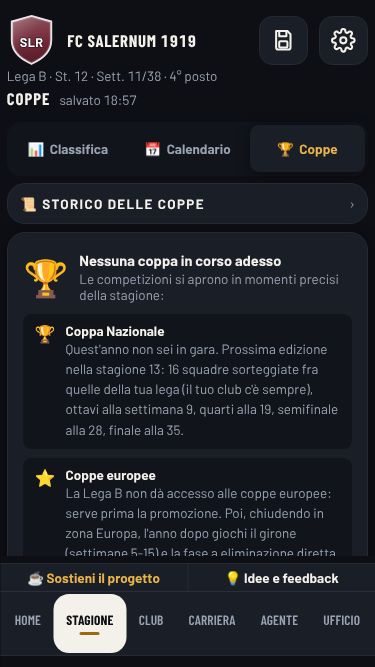 SLR
FC SALERNUM 1919
Lega B · St. 12 · Sett. 11/38 · 4° posto
COPPE salvato 18:57
📊 Classifica 📅 Calendario 🏆 Coppe
📜 STORICO DELLE COPPE ›
Nessuna coppa in corso adesso
Le competizioni si aprono in momenti precisi
della stagione:
Coppa Nazionale
Quest'anno non sei in gara. Prossima edizione
nella stagione 13: 16 squadre sorteggiate fra
quelle della tua lega (il tuo club c'è sempre),
ottavi alla settimana 9, quarti alla 19, semifinale
alla 28, finale alla 35.
Coppe europee
La Lega B non dà accesso alle coppe europee:
serve prima la promozione. Poi, chiudendo in
zona Europa, l'anno dopo giochi il girone
(settimane 5-15) e la fase a eliminazione diretta
☕ Sostieni il progetto 💡 Idee e feedback
HOME STAGIONE CLUB CARRIERA AGENTE UFFICIO